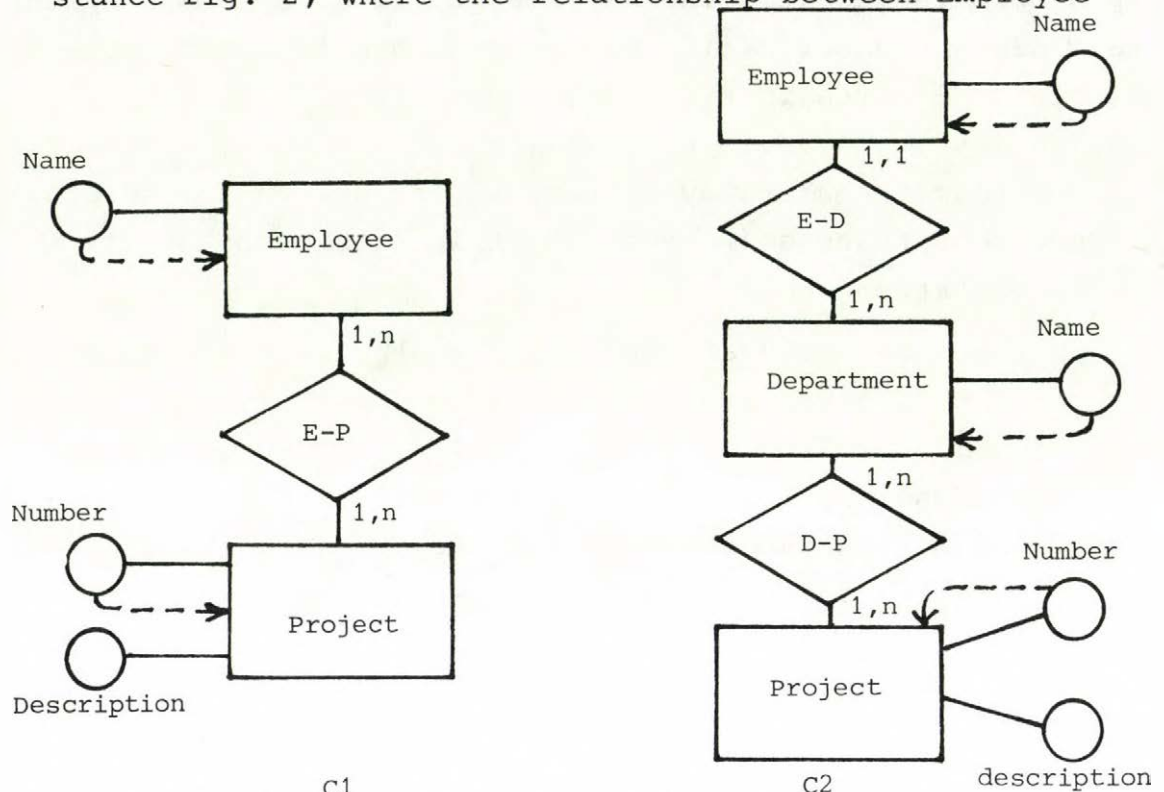 stance Fig. 2, where the relationship between Employee
Name
Employee
1,n
E-P
1,n
Number
Project
Description
C1
Name
Employee
1,1
E-D
1,n
Name
Department
1,n
D-P
1,n
Number
Project
description
C2